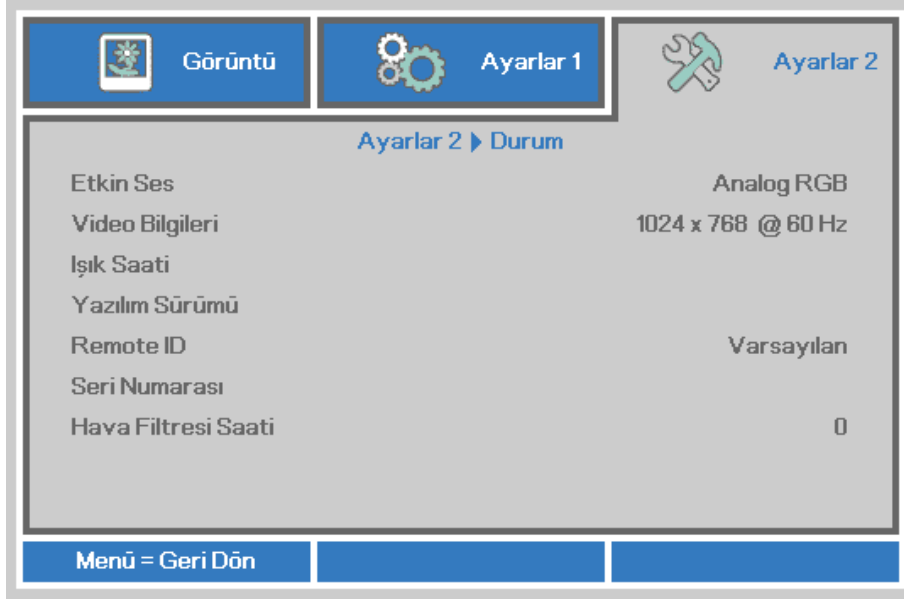 Görüntü Ayarlar 1 Ayarlar 2
Ayarlar 2 ▶ Durum
Etkin Ses Analog RGB
Video Bilgileri 1024 x 768 @ 60 Hz
Işık Saati
Yazılım Sürümü
Remote ID Varsayılan
Seri Numarası
Hava Filtresi Saati 0
Menü = Geri Dön